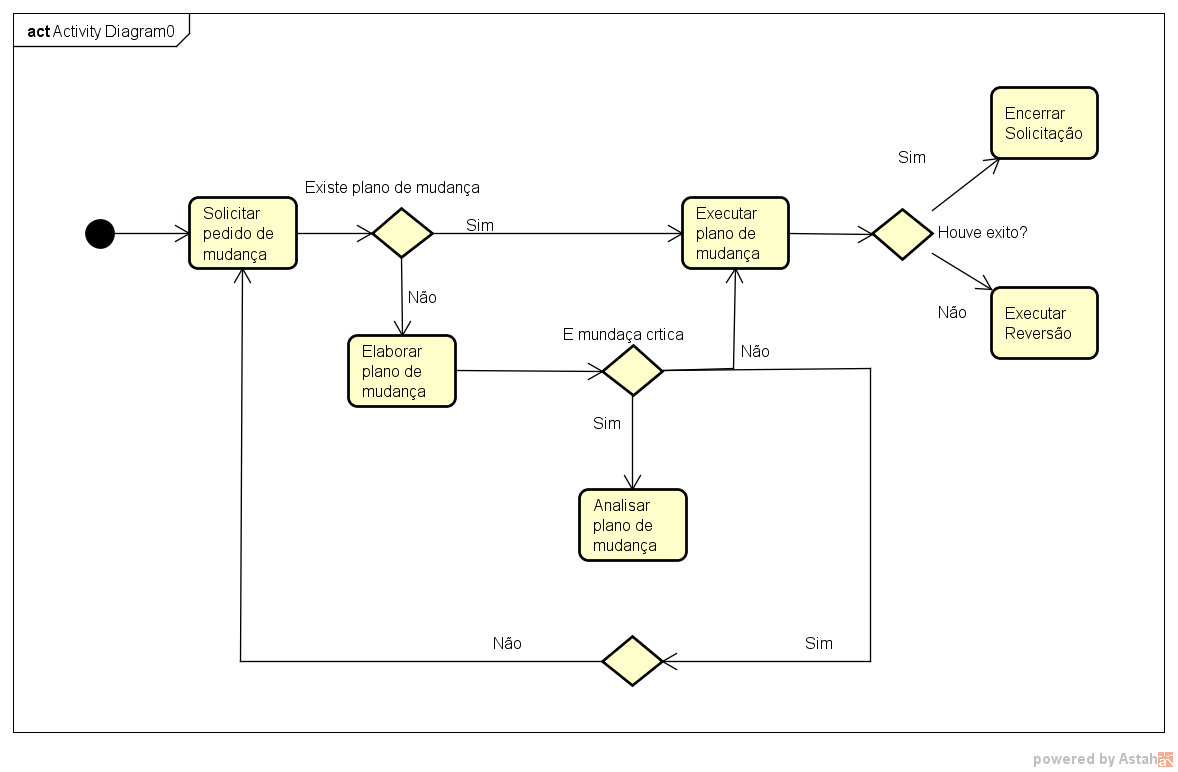 act Activity Diagram0
Encerrar
Solicitação
Sim
Existe plano de mudança
Solicitar
pedido de
mudança
Sim
Executar
plano de
mudança
Houve exito?
Não
Não
Executar
Reversão
E mundaça crtica
Não
Elaborar
plano de
mudança
Sim
Analisar
plano de
mudança
Não
Sim
powered by Astah